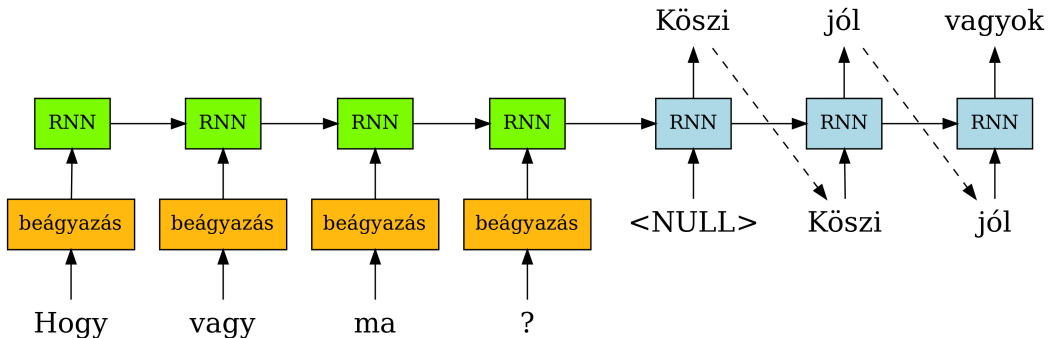 Köszi jól vagyok
RNN RNN RNN RNN RNN RNN RNN
beágyazás beágyazás beágyazás beágyazás <NULL> Köszi jól
Hogy vagy ma ?